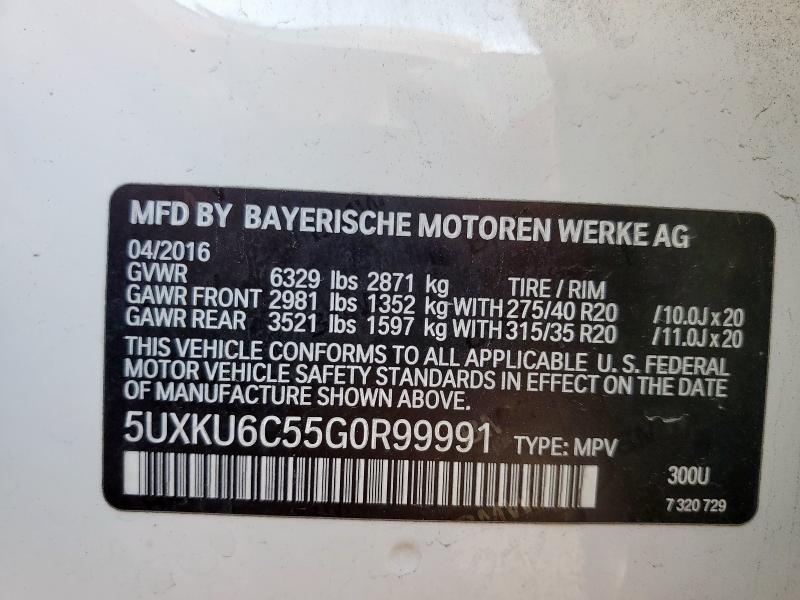 MFD BY BAYERISCHE MOTOREN WERKE AG
04/2016
GVWR 6329 lbs 2871 kg TIRE / RIM
GAWR FRONT 2981 lbs 1352 kg WITH 275/40 R20 /10.0J x 20
GAWR REAR 3521 lbs 1597 kg WITH 315/35 R20 /11.0J x 20
THIS VEHICLE CONFORMS TO ALL APPLICABLE U. S. FEDERAL
MOTOR VEHICLE SAFETY STANDARDS IN EFFECT ON THE DATE
OF MANUFACTURE SHOWN ABOVE.
5UXKU6C55G0R99991 TYPE: MPV
300U
7 320 729